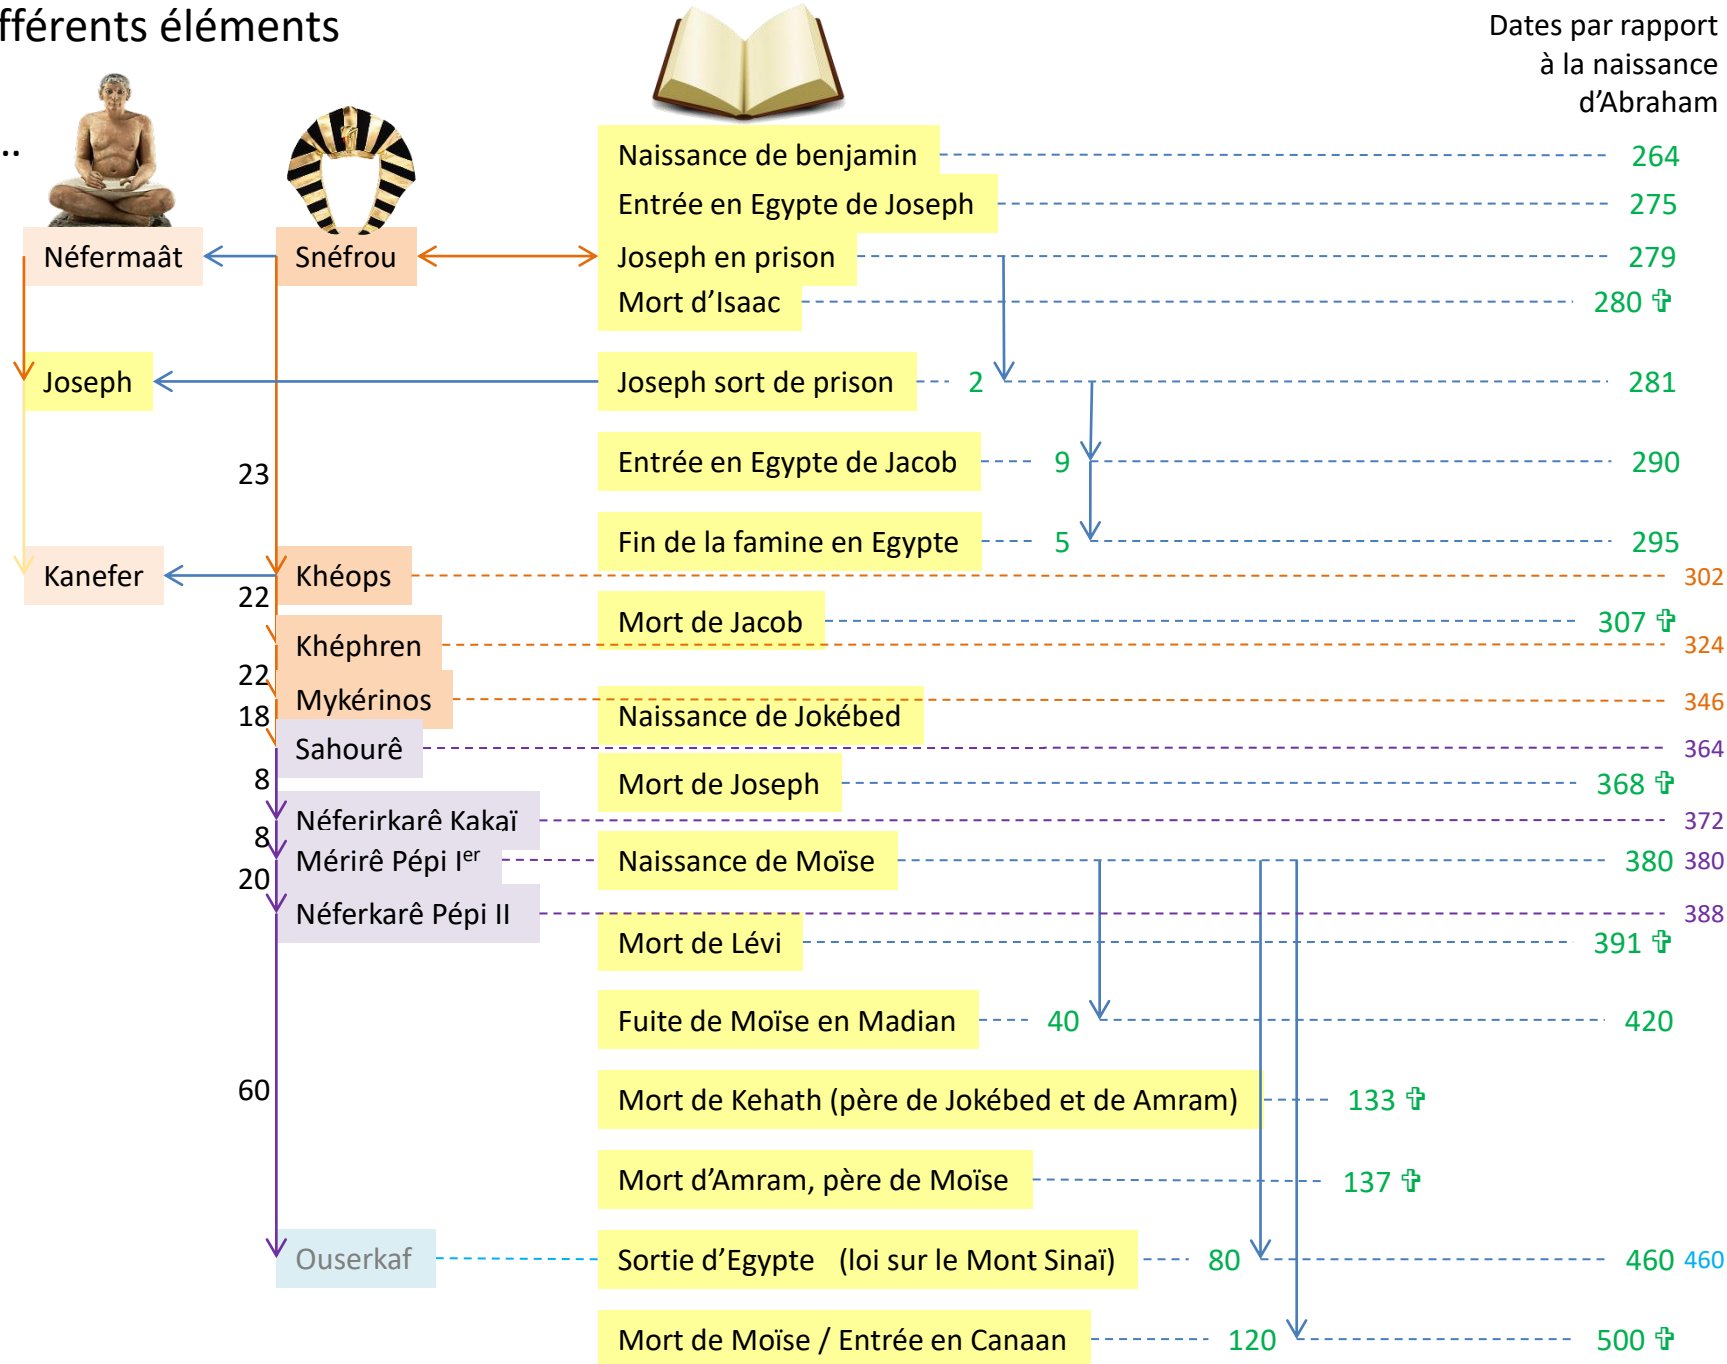 fférents éléments
Dates par rapport
à la naissance
d'Abraham
..
Naissance de benjamin 264
Entrée en Egypte de Joseph 275
Néfermaât Snéfrou Joseph en prison 279
Mort d'Isaac 280 ✞
Joseph Joseph sort de prison 2 281
Entrée en Egypte de Jacob 9 290
23
Fin de la famine en Egypte 5 295
Kanefer Khéops 302
22
Mort de Jacob 307 ✞
Khéphren 324
22
Mykérinos 346
18 Naissance de Jokébed
Sahourê 364
8 Mort de Joseph 368 ✞
Néferirkarê Kakaï 372
8
Mérirê Pépi Ier Naissance de Moïse 380 380
20
Néferkarê Pépi II 388
Mort de Lévi 391 ✞
Fuite de Moïse en Madian 40 420
60 Mort de Kehath (père de Jokébed et de Amram) 133 ✞
Mort d'Amram, père de Moïse 137 ✞
Ouserkaf Sortie d'Egypte (loi sur le Mont Sinaï) 80 460 460
Mort de Moïse / Entrée en Canaan 120 500 ✞